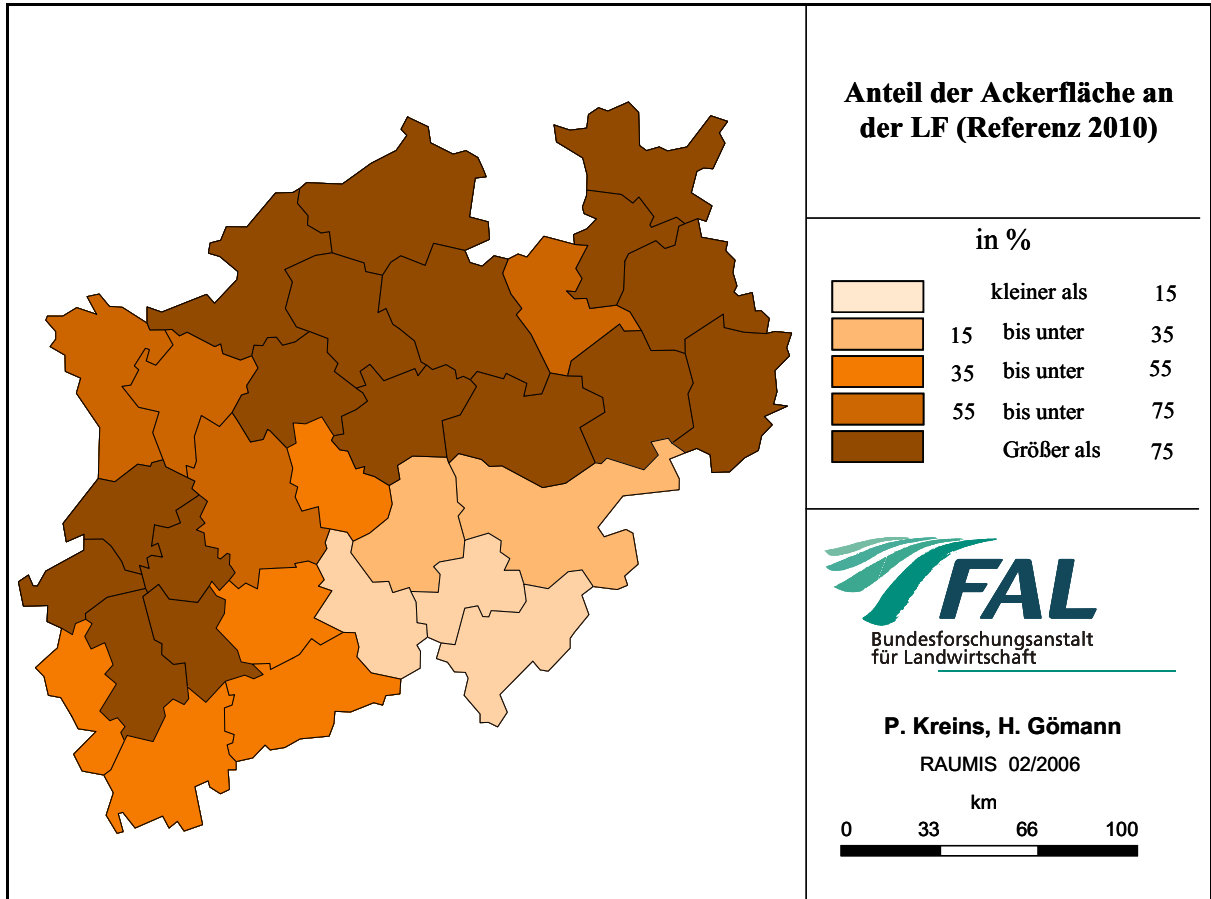 Anteil der Ackerfläche an
der LF (Referenz 2010)
in %
kleiner als 15
15 bis unter 35
35 bis unter 55
55 bis unter 75
Größer als 75
FAL
Bundesforschungsanstalt
für Landwirtschaft
P. Kreins, H. Gömann
RAUMIS 02/2006
km
0 33 66 100